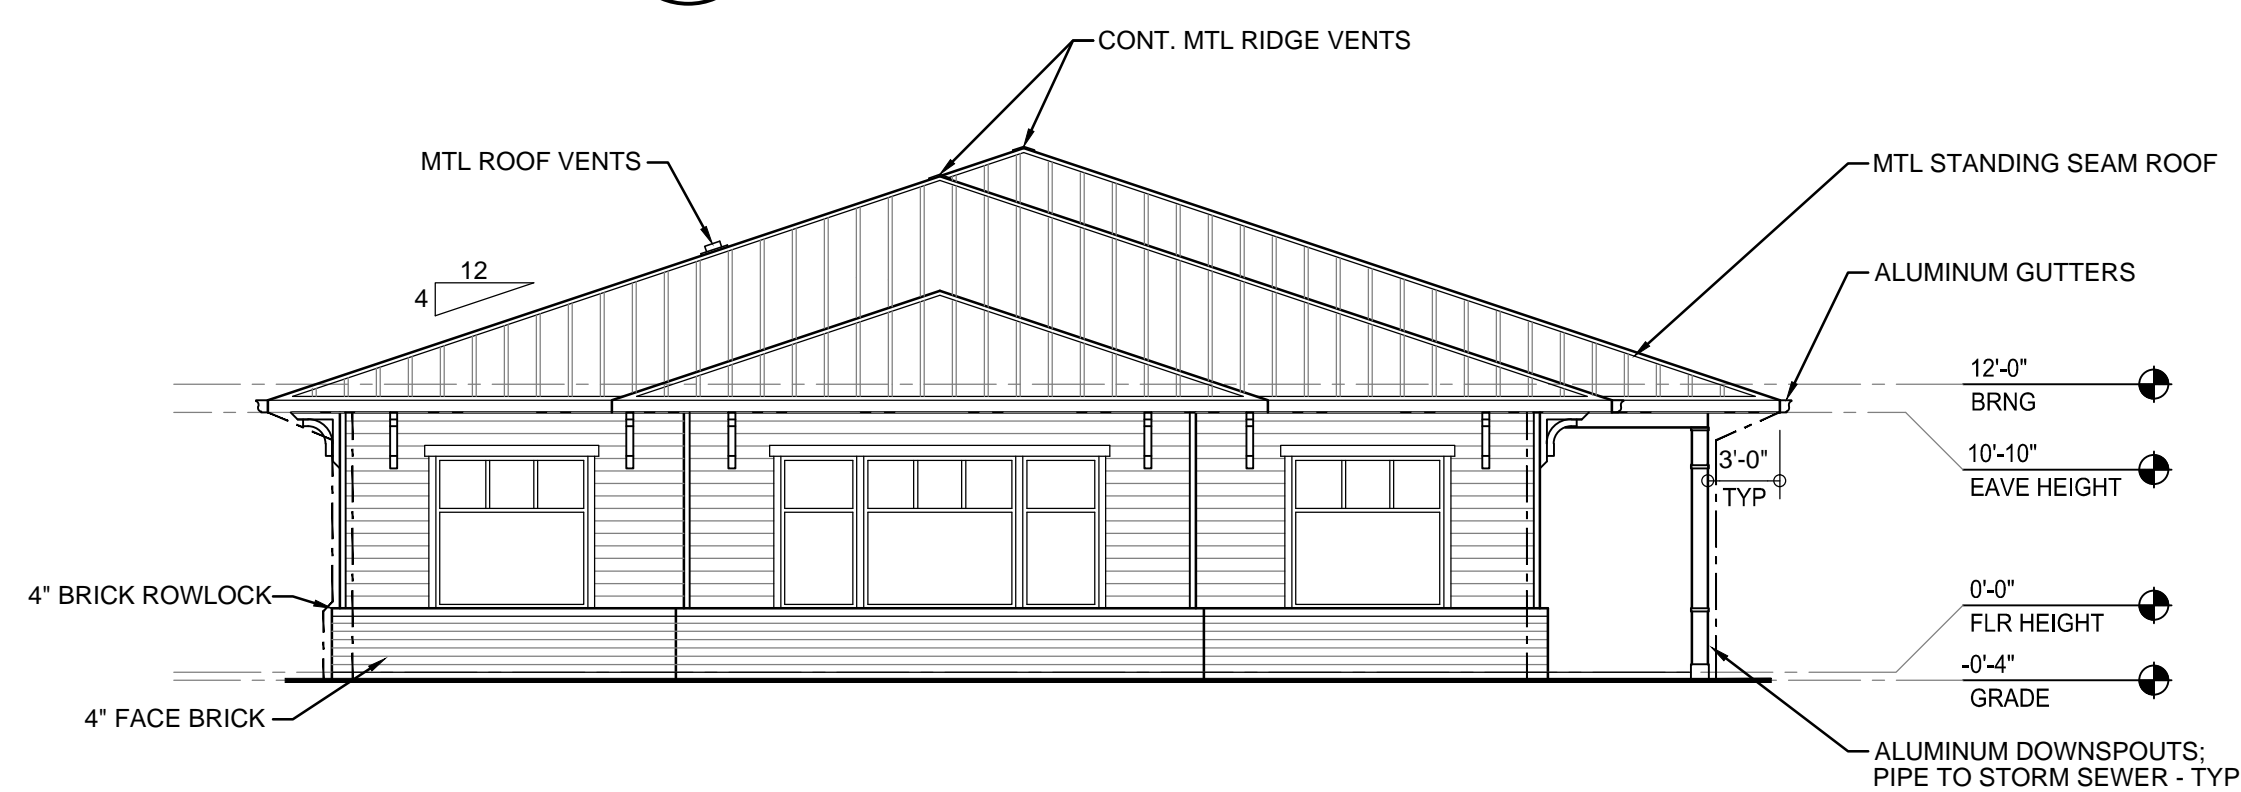 CONT. MTL RIDGE VENTS
MTL ROOF VENTS
MTL STANDING SEAM ROOF
12
4
ALUMINUM GUTTERS
12'-0"
BRNG
10'-10"
EAVE HEIGHT
3'-0"
TYP
4" BRICK ROWLOCK
0'-0"
FLR HEIGHT
-0'-4"
GRADE
4" FACE BRICK
ALUMINUM DOWNSPOUTS;
PIPE TO STORM SEWER - TYP